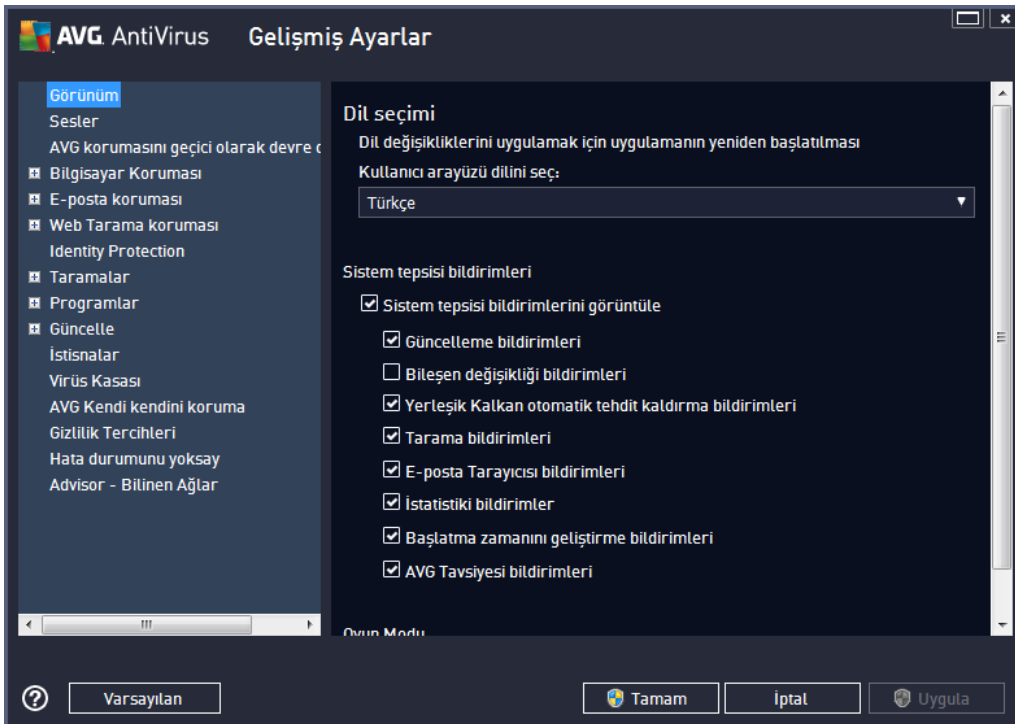 AVG. AntiVirus Gelişmiş Ayarlar
Görünüm
Sesler
AVG korumasını geçici olarak devre
Bilgisayar Koruması
E-posta koruması
Web Tarama koruması
Identity Protection
Taramalar
Programlar
Güncelle
İstisnalar
Virüs Kasası
AVG Kendi kendini koruma
Gizlilik Tercihleri
Hata durumunu yoksay
Advisor - Bilinen Ağlar
Dil seçimi
Dil değişikliklerini uygulamak için uygulamanın yeniden başlatılması
Kullanıcı arayüzü dilini seç:
Türkçe
Sistem tepsisi bildirimleri
Sistem tepsisi bildirimlerini görüntüle
Güncelleme bildirimleri
Bileşen değişikliği bildirimleri
Yerleşik Kalkan otomatik tehdit kaldırma bildirimleri
Tarama bildirimleri
E-posta Tarayıcısı bildirimleri
İstatistiki bildirimler
Başlatma zamanını geliştirme bildirimleri
AVG Tavsiyesi bildirimleri
Oyun Modu
Varsayılan
Tamam
İptal
Uygula